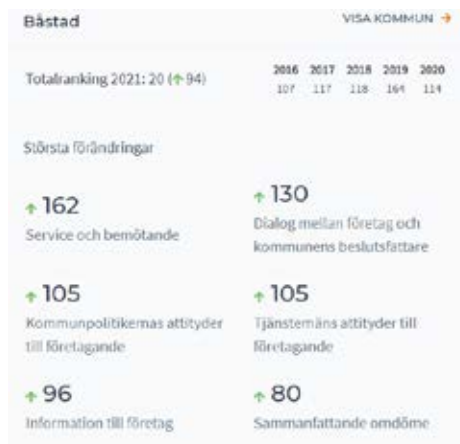 Båstad
VISA KOMMUN →
Totalranking 2021: 20 (↑94)
2016 2017 2018 2019 2020
107 117 118 164 114
Största förändringar
↑ 162
Service och bemötande
↑ 130
Dialog mellan företag och
kommunens beslutsfattare
↑ 105
Kommunpolitikernas attityder
till företagande
↑ 105
Tjänstemäns attityder till
företagande
↑ 96
Information till företag
↑ 80
Sammanfattande omdöme